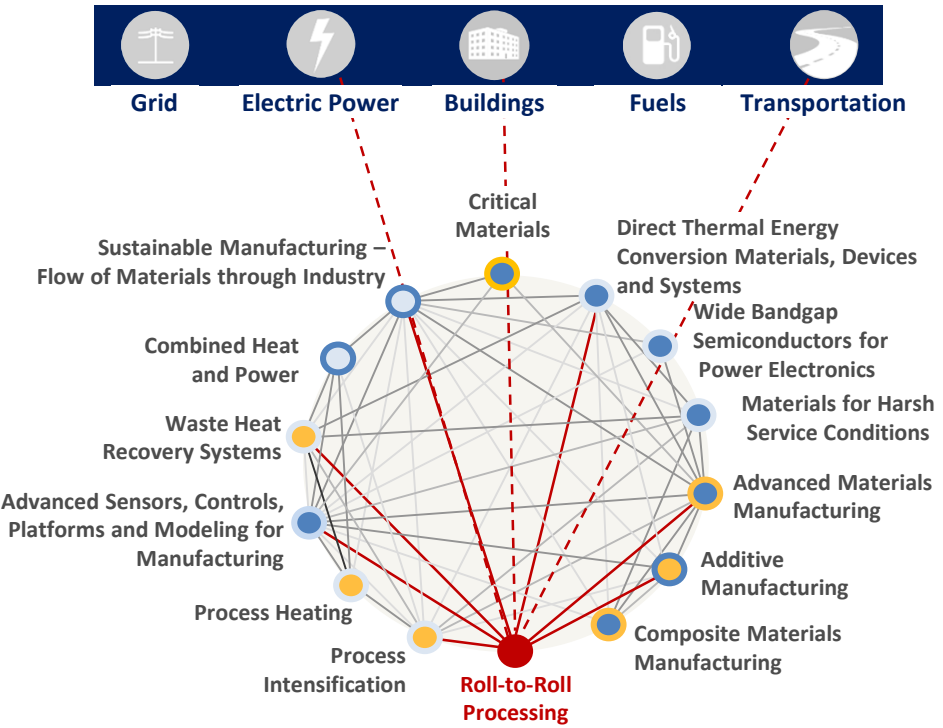 Grid
Electric Power
Buildings
Fuels
Transportation
Critical
Materials
Direct Thermal Energy
Conversion Materials, Devices
and Systems
Sustainable Manufacturing –
Flow of Materials through Industry
Wide Bandgap
Semiconductors for
Power Electronics
Combined Heat
and Power
Materials for Harsh
Service Conditions
Waste Heat
Recovery Systems
Advanced Materials
Manufacturing
Advanced Sensors, Controls,
Platforms and Modeling for
Manufacturing
Additive
Manufacturing
Process Heating
Composite Materials
Manufacturing
Process
Intensification
Roll-to-Roll
Processing